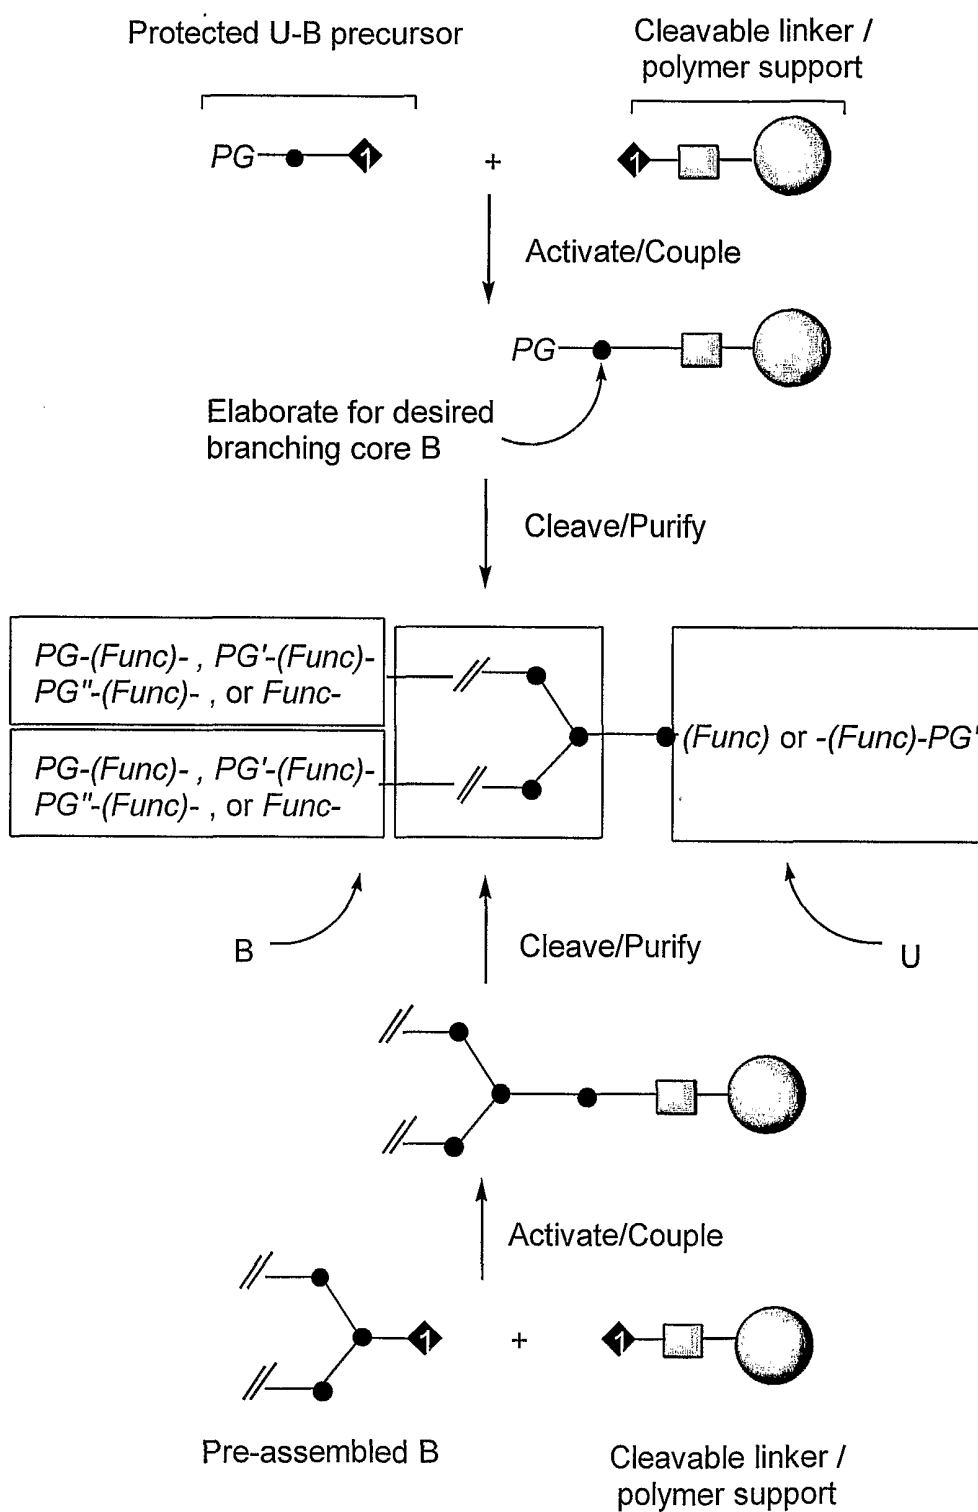 Protected U-B precursor
Cleavable linker /
polymer support
PG
1
+
1
Activate/Couple
PG
Elaborate for desired
branching core B
Cleave/Purify
PG-(Func)- , PG'-(Func)-
PG"-(Func)- , or Func-
(Func) or -(Func)-PG'
PG-(Func)- , PG'-(Func)-
PG"-(Func)- , or Func-
B
Cleave/Purify
U
Activate/Couple
1
+
1
Pre-assembled B
Cleavable linker /
polymer support